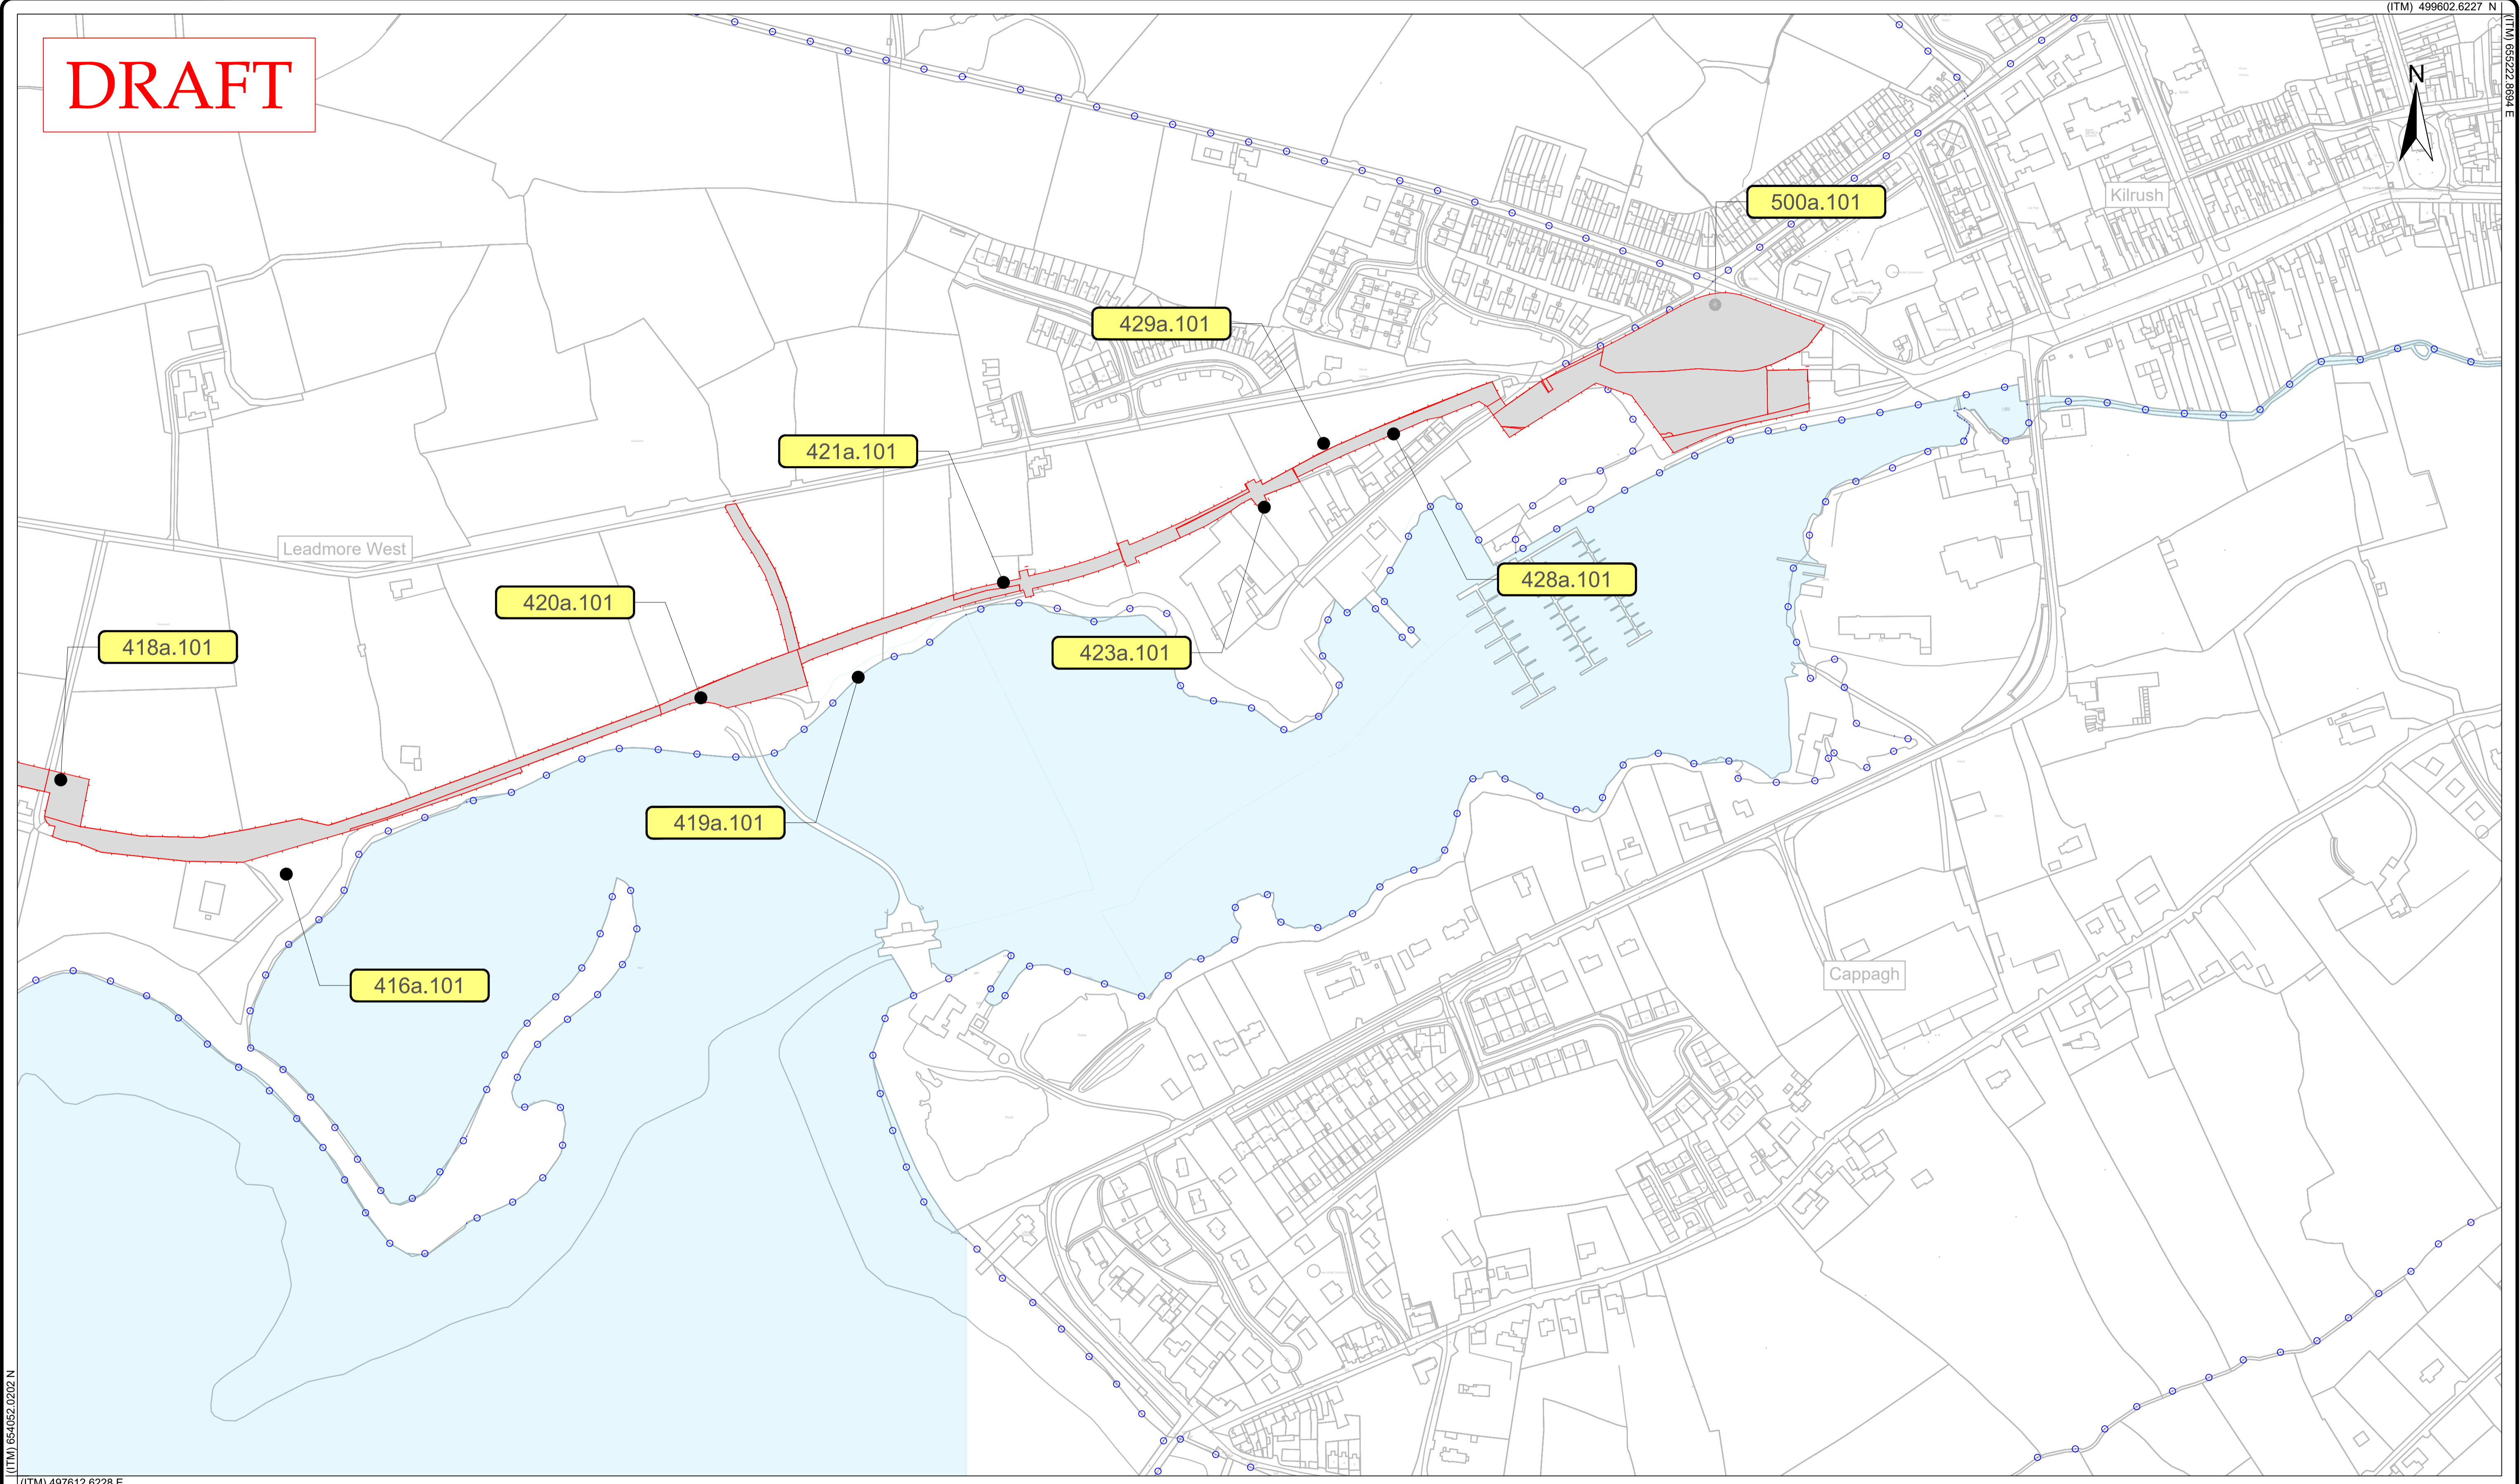 (ITM) 499602.6227 N
(ITM) 655222.8694 E
DRAFT
N
Kilrush
500a.101
429a.101
421a.101
Leadmore West
420a.101
428a.101
418a.101
423a.101
419a.101
416a.101
Cappagh
(ITM) 654052.0202 N
(ITM) 497612.6228 E